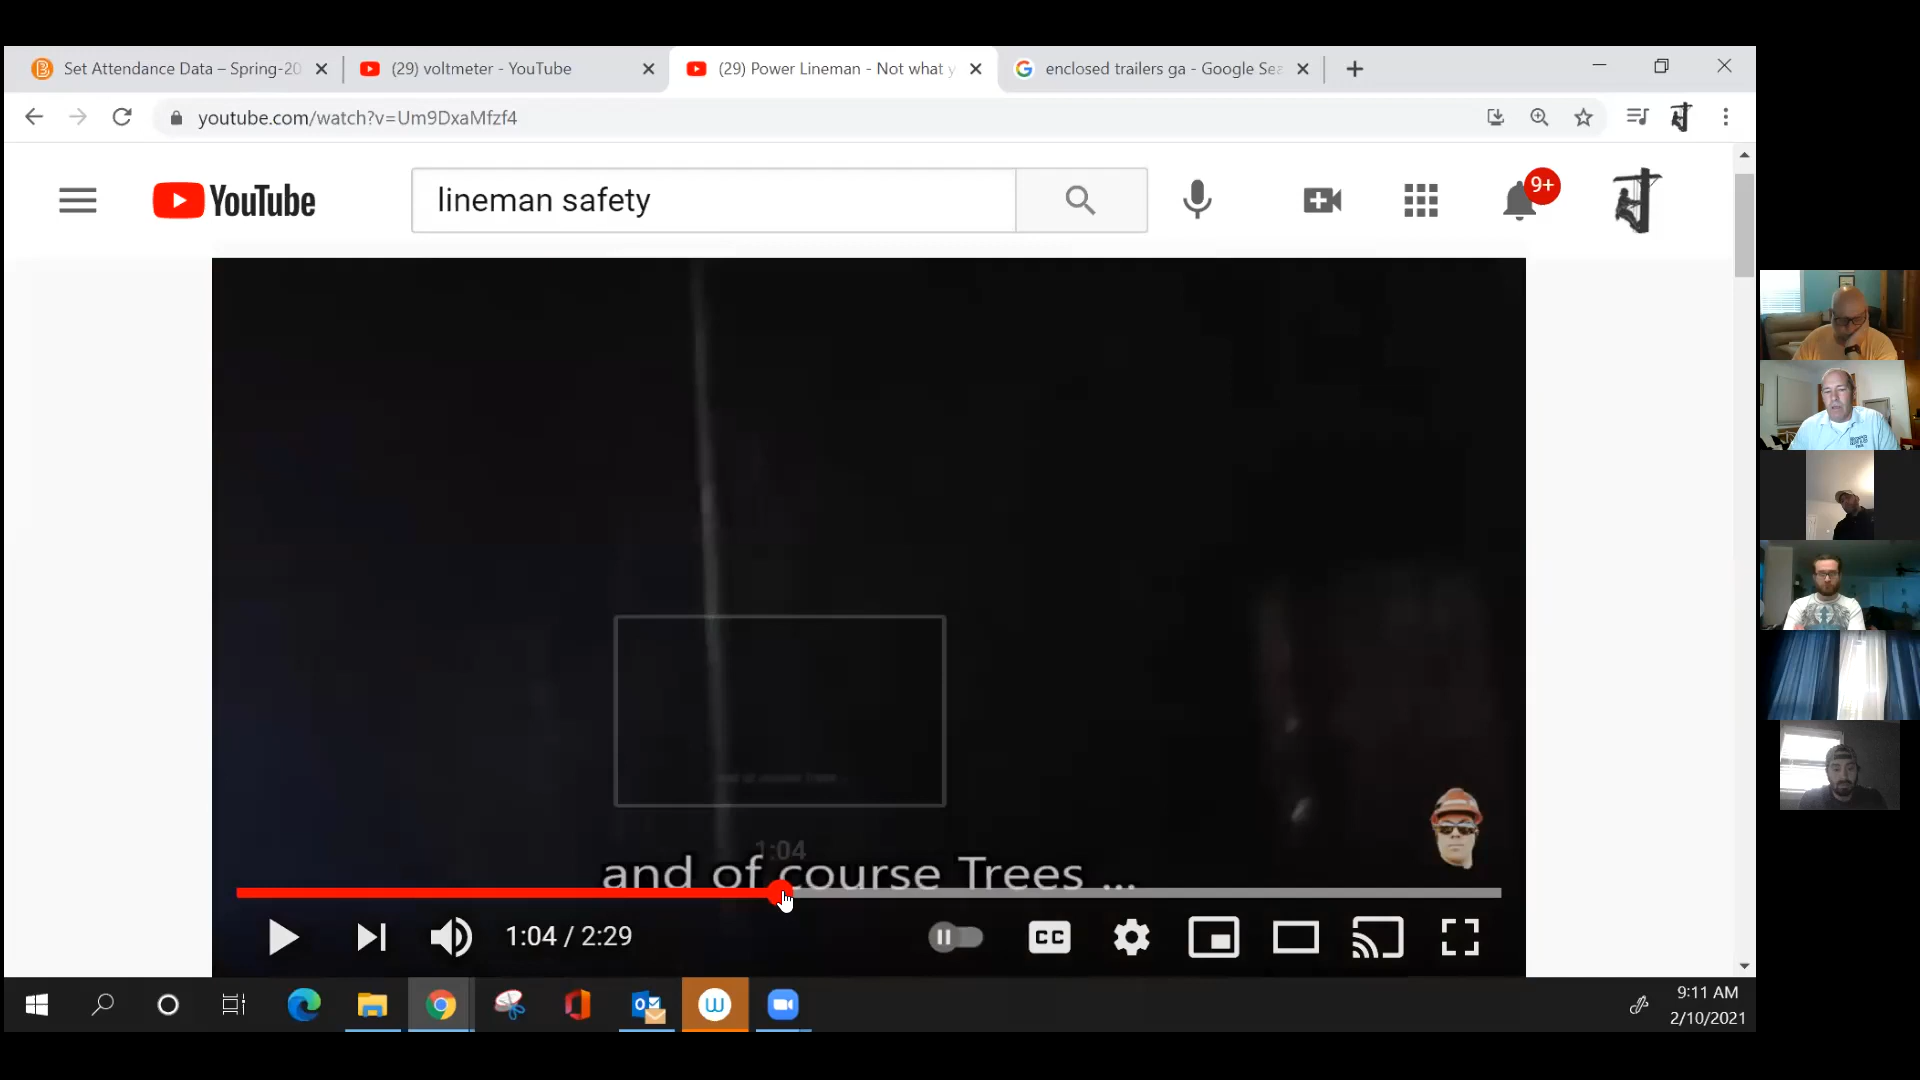 Set Attendance Data – Spring-20
(29) voltmeter - YouTube
(29) Power Lineman - Not what y
enclosed trailers ga - Google Sea
youtube.com/watch?v=Um9DxaMfzf4
YouTube
lineman safety
9+
1:04
and of course Trees ...
1:04 / 2:29
CC
9:11 AM
2/10/2021